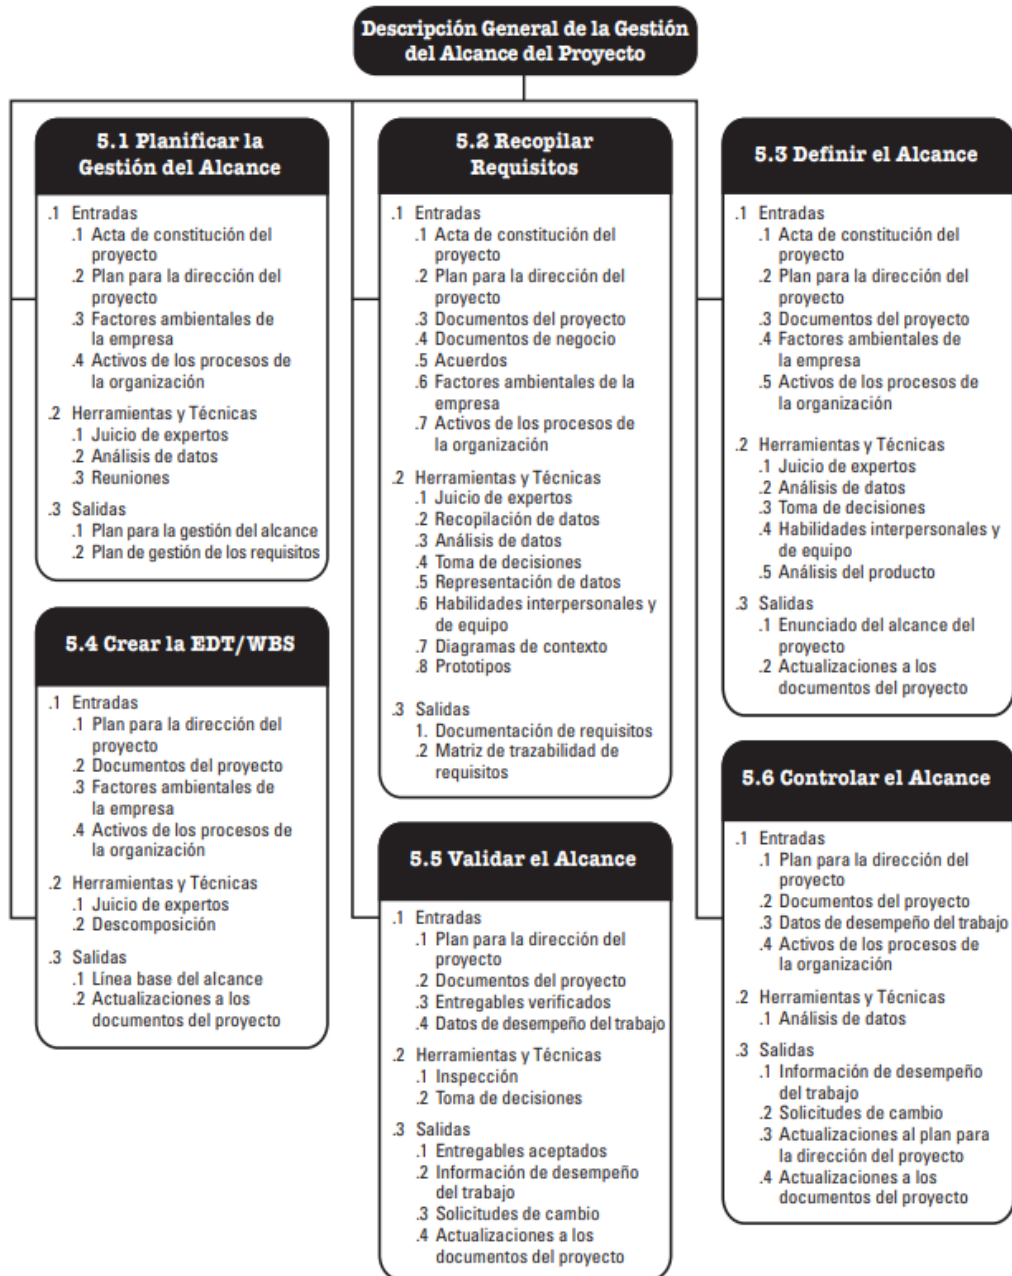 Descripción General de la Gestión
del Alcance del Proyecto
5.1 Planificar la
Gestión del Alcance
.1 Entradas
.1 Acta de constitución del
proyecto
.2 Plan para la dirección del
proyecto
.3 Factores ambientales de
la empresa
.4 Activos de los procesos de
la organización
.2 Herramientas y Técnicas
.1 Juicio de expertos
.2 Análisis de datos
.3 Reuniones
.3 Salidas
.1 Plan para la gestión del alcance
.2 Plan de gestión de los requisitos
5.2 Recopilar
Requisitos
.1 Entradas
.1 Acta de constitución del
proyecto
.2 Plan para la dirección del
proyecto
.3 Documentos del proyecto
.4 Documentos de negocio
.5 Acuerdos
.6 Factores ambientales de la
empresa
.7 Activos de los procesos de
la organización
.2 Herramientas y Técnicas
.1 Juicio de expertos
.2 Recopilación de datos
.3 Análisis de datos
.4 Toma de decisiones
.5 Representación de datos
.6 Habilidades interpersonales y
de equipo
.7 Diagramas de contexto
.8 Prototipos
.3 Salidas
1. Documentación de requisitos
.2 Matriz de trazabilidad de
requisitos
5.3 Definir el Alcance
.1 Entradas
.1 Acta de constitución del
proyecto
.2 Plan para la dirección del
proyecto
.3 Documentos del proyecto
.4 Factores ambientales de
la empresa
.5 Activos de los procesos de
la organización
.2 Herramientas y Técnicas
.1 Juicio de expertos
.2 Análisis de datos
.3 Toma de decisiones
.4 Habilidades interpersonales y
de equipo
.5 Análisis del producto
.3 Salidas
.1 Enunciado del alcance del
proyecto
.2 Actualizaciones a los
documentos del proyecto
5.4 Crear la EDT/WBS
.1 Entradas
.1 Plan para la dirección del
proyecto
.2 Documentos del proyecto
.3 Factores ambientales de
la empresa
.4 Activos de los procesos de
la organización
.2 Herramientas y Técnicas
.1 Juicio de expertos
.2 Descomposición
.3 Salidas
.1 Línea base del alcance
.2 Actualizaciones a los
documentos del proyecto
5.5 Validar el Alcance
.1 Entradas
.1 Plan para la dirección del
proyecto
.2 Documentos del proyecto
.3 Entregables verificados
.4 Datos de desempeño del trabajo
.2 Herramientas y Técnicas
.1 Inspección
.2 Toma de decisiones
.3 Salidas
.1 Entregables aceptados
.2 Información de desempeño
del trabajo
.3 Solicitudes de cambio
.4 Actualizaciones a los
documentos del proyecto
5.6 Controlar el Alcance
.1 Entradas
.1 Plan para la dirección del
proyecto
.2 Documentos del proyecto
.3 Datos de desempeño del trabajo
.4 Activos de los procesos de
la organización
.2 Herramientas y Técnicas
.1 Análisis de datos
.3 Salidas
.1 Información de desempeño
del trabajo
.2 Solicitudes de cambio
.3 Actualizaciones al plan para
la dirección del proyecto
.4 Actualizaciones a los
documentos del proyecto